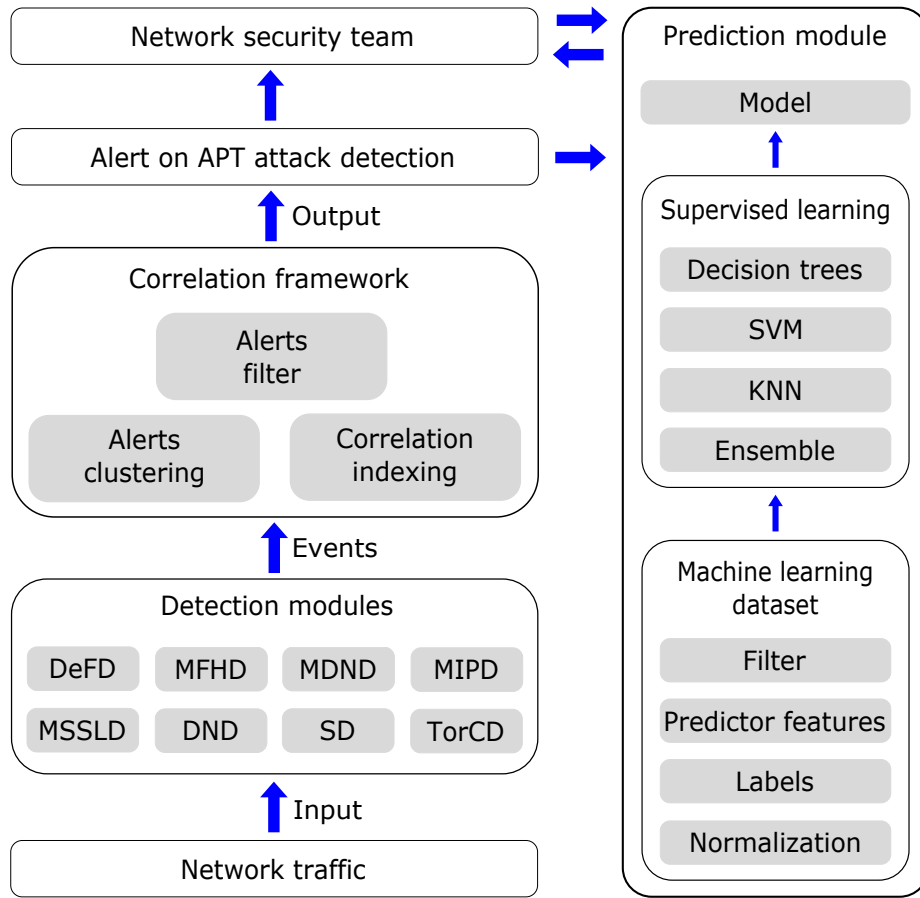 Network security team
Alert on APT attack detection
Output
Correlation framework
Alerts
filter
Alerts
clustering
Correlation
indexing
Events
Detection modules
DeFD
MFHD
MDND
MIPD
MSSLD
DND
SD
TorCD
Input
Network traffic
Prediction module
Model
Supervised learning
Decision trees
SVM
KNN
Ensemble
Machine learning
dataset
Filter
Predictor features
Labels
Normalization